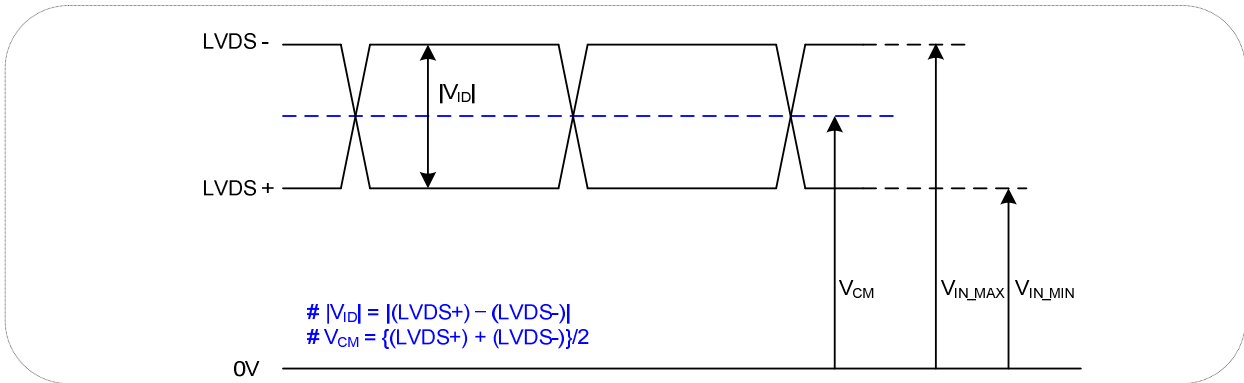 LVDS -
|VID|
LVDS +
VCM
VIN_MAX
VIN_MIN
# |VID| = |(LVDS+) – (LVDS-)|
# VCM = {(LVDS+) + (LVDS-)}/2
0V